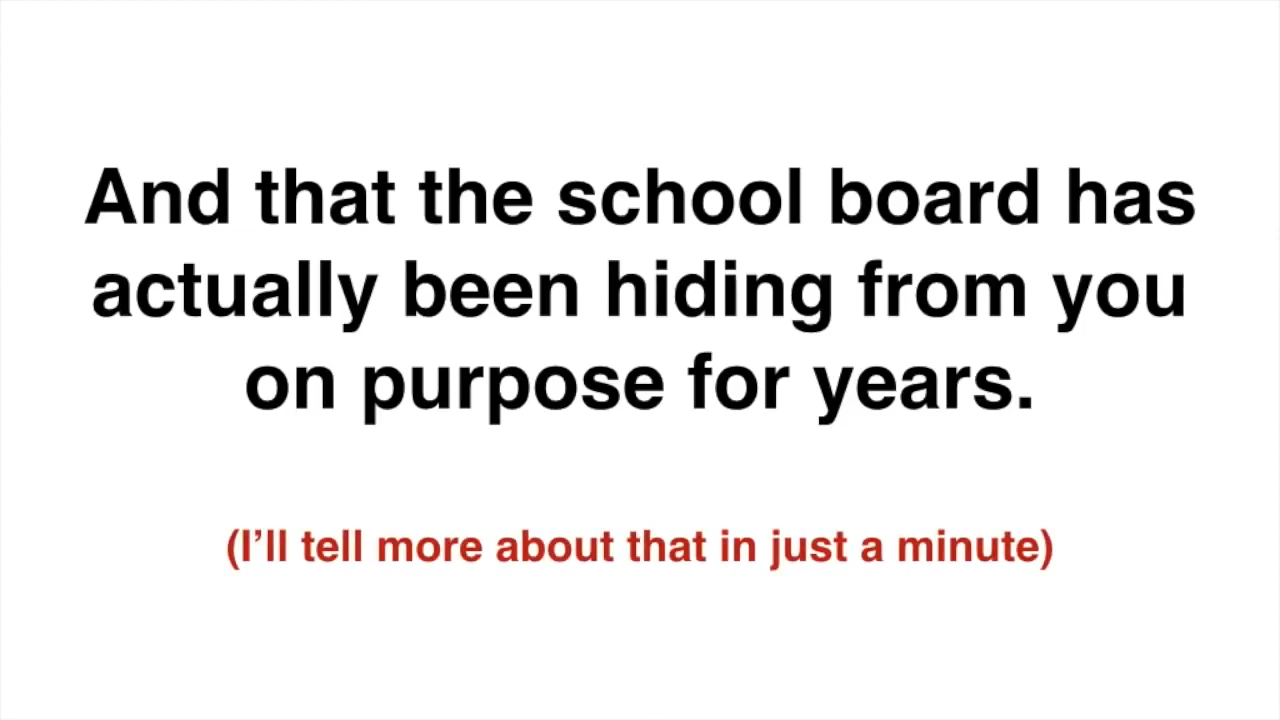 And that the school board has
actually been hiding from you
on purpose for years.
(I’ll tell more about that in just a minute)